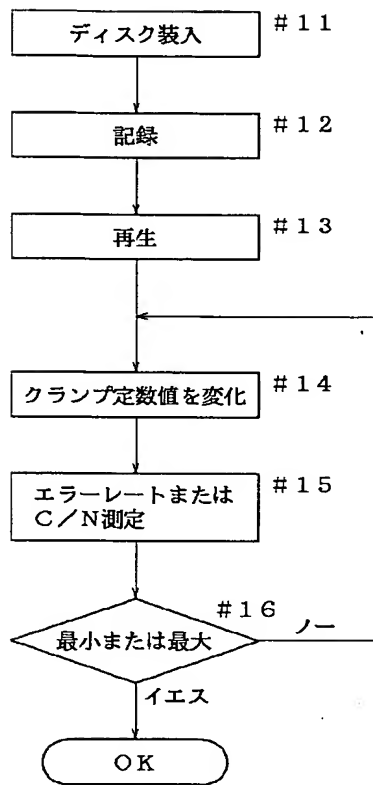 ディスク装入
#11
記録
#12
再生
#13
クランプ定数値を変化
#14
エラーレートまたは
C/N測定
#15
最小または最大
#16
ノー
イエス
OK